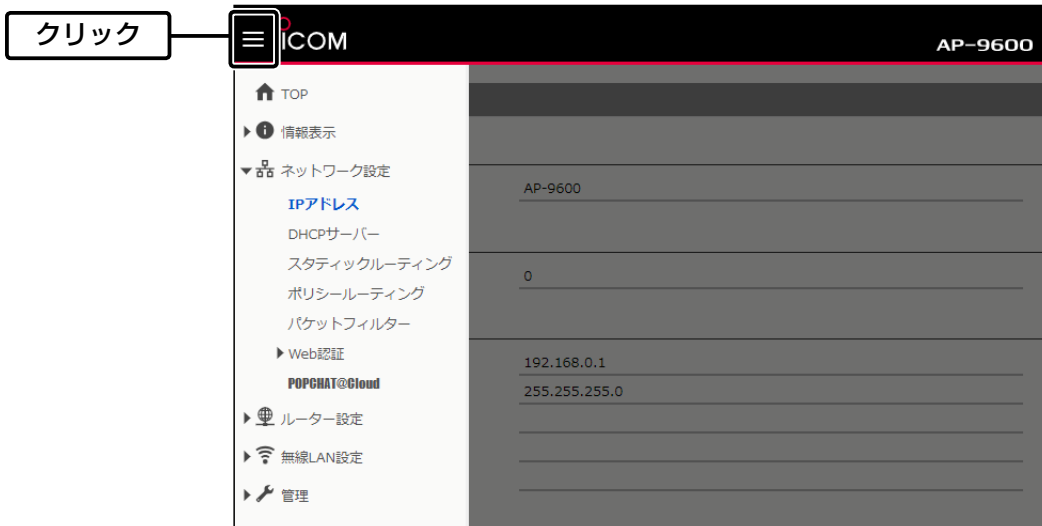 クリック
ICOM
AP-9600
TOP
情報表示
ネットワーク設定
IPアドレス
DHCPサーバー
スタティックルーティング
ポリシールーティング
パケットフィルター
Web認証
POPCHAT@Cloud
ルーター設定
無線LAN設定
管理
AP-9600
0
192.168.0.1
255.255.255.0